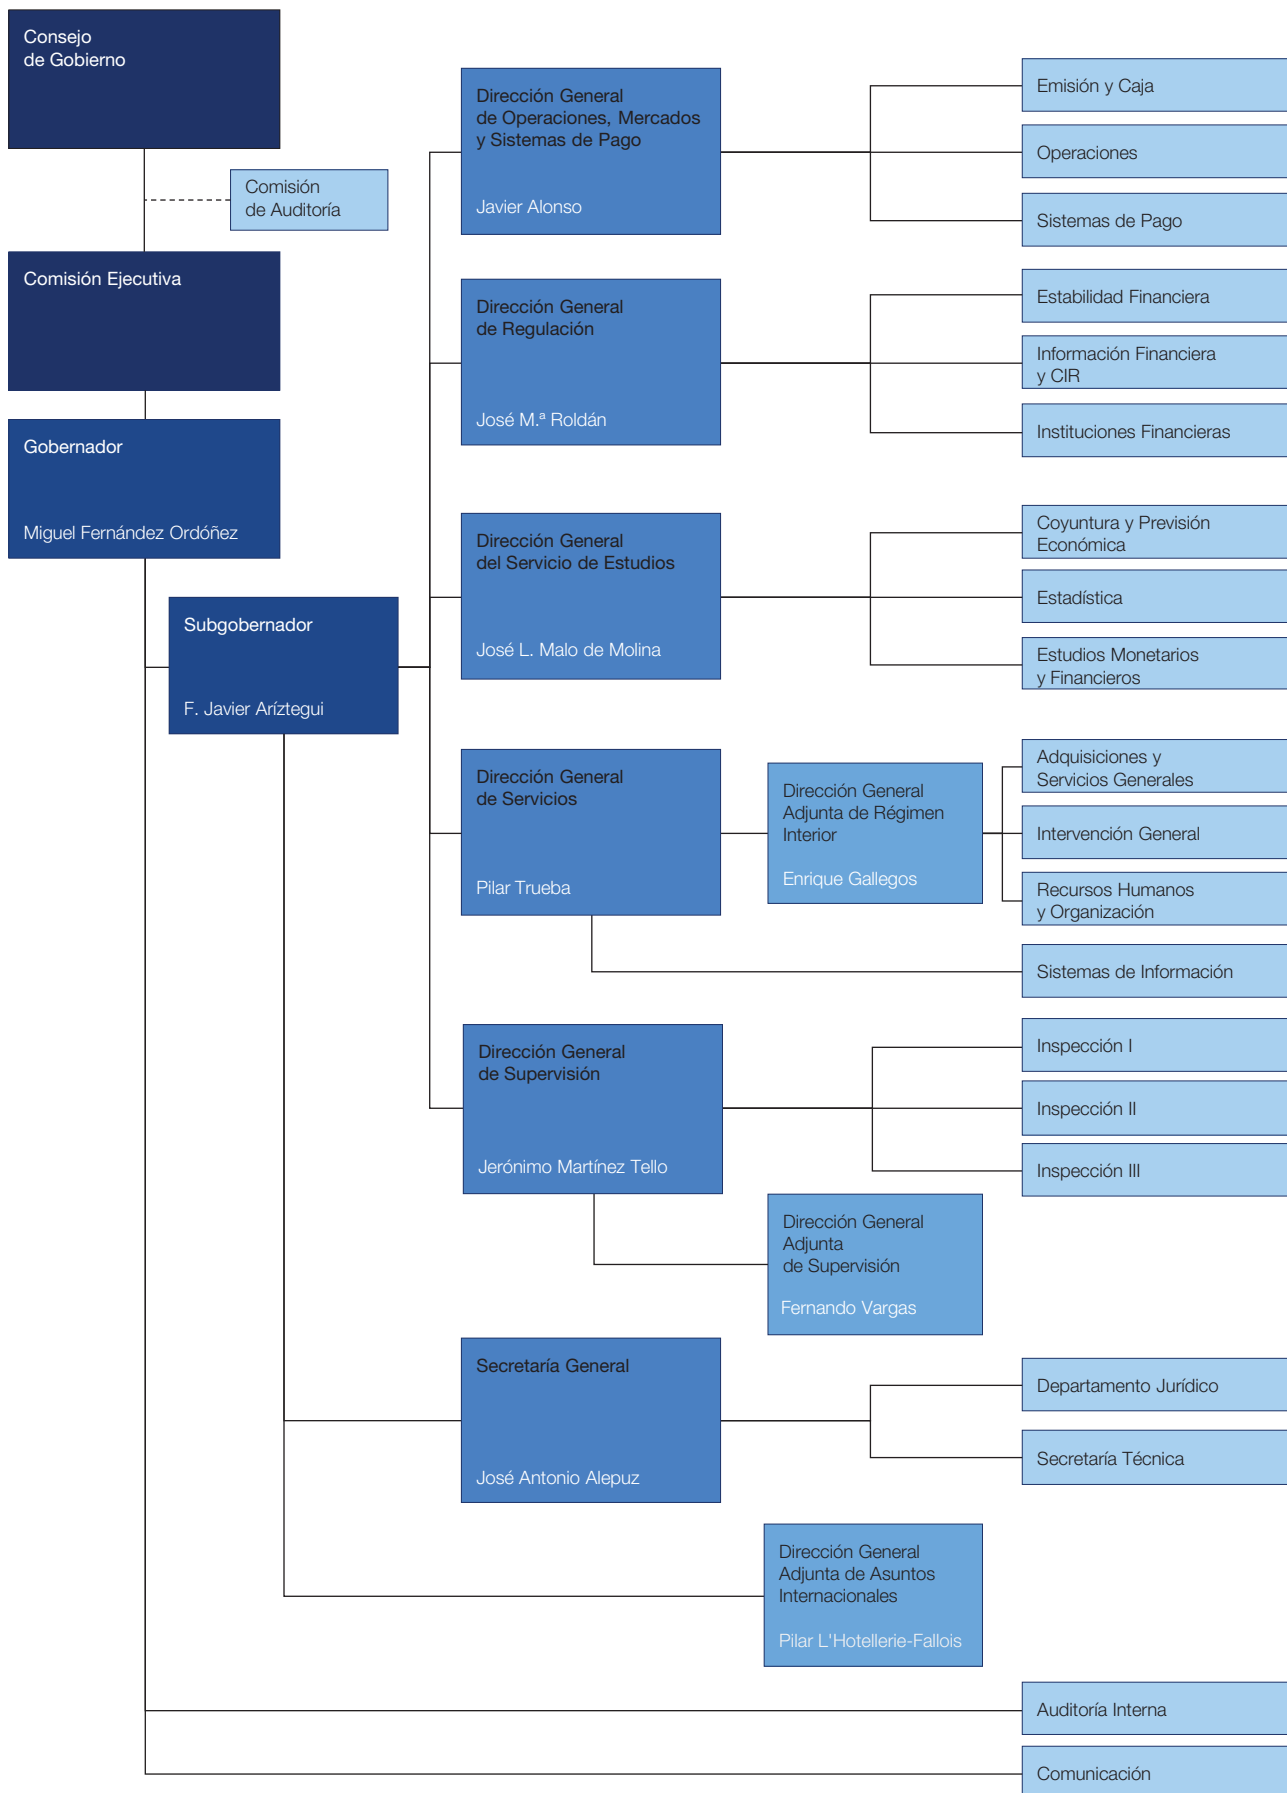 Consejo
de Gobierno
Comisión
de Auditoría
Comisión Ejecutiva
Gobernador
Miguel Fernández Ordóñez
Subgobernador
F. Javier Aríztegui
Dirección General
de Operaciones, Mercados
y Sistemas de Pago
Javier Alonso
Emisión y Caja
Operaciones
Sistemas de Pago
Dirección General
de Regulación
José M.ª Roldán
Estabilidad Financiera
Información Financiera
y CIR
Instituciones Financieras
Dirección General
del Servicio de Estudios
José L. Malo de Molina
Coyuntura y Previsión
Económica
Estadística
Estudios Monetarios
y Financieros
Dirección General
de Servicios
Pilar Trueba
Dirección General
Adjunta de Régimen
Interior
Enrique Gallegos
Adquisiciones y
Servicios Generales
Intervención General
Recursos Humanos
y Organización
Sistemas de Información
Dirección General
de Supervisión
Jerónimo Martínez Tello
Inspección I
Inspección II
Inspección III
Dirección General
Adjunta
de Supervisión
Fernando Vargas
Secretaría General
José Antonio Alepuz
Departamento Jurídico
Secretaría Técnica
Dirección General
Adjunta de Asuntos
Internacionales
Pilar L'Hotellerie-Fallois
Auditoría Interna
Comunicación